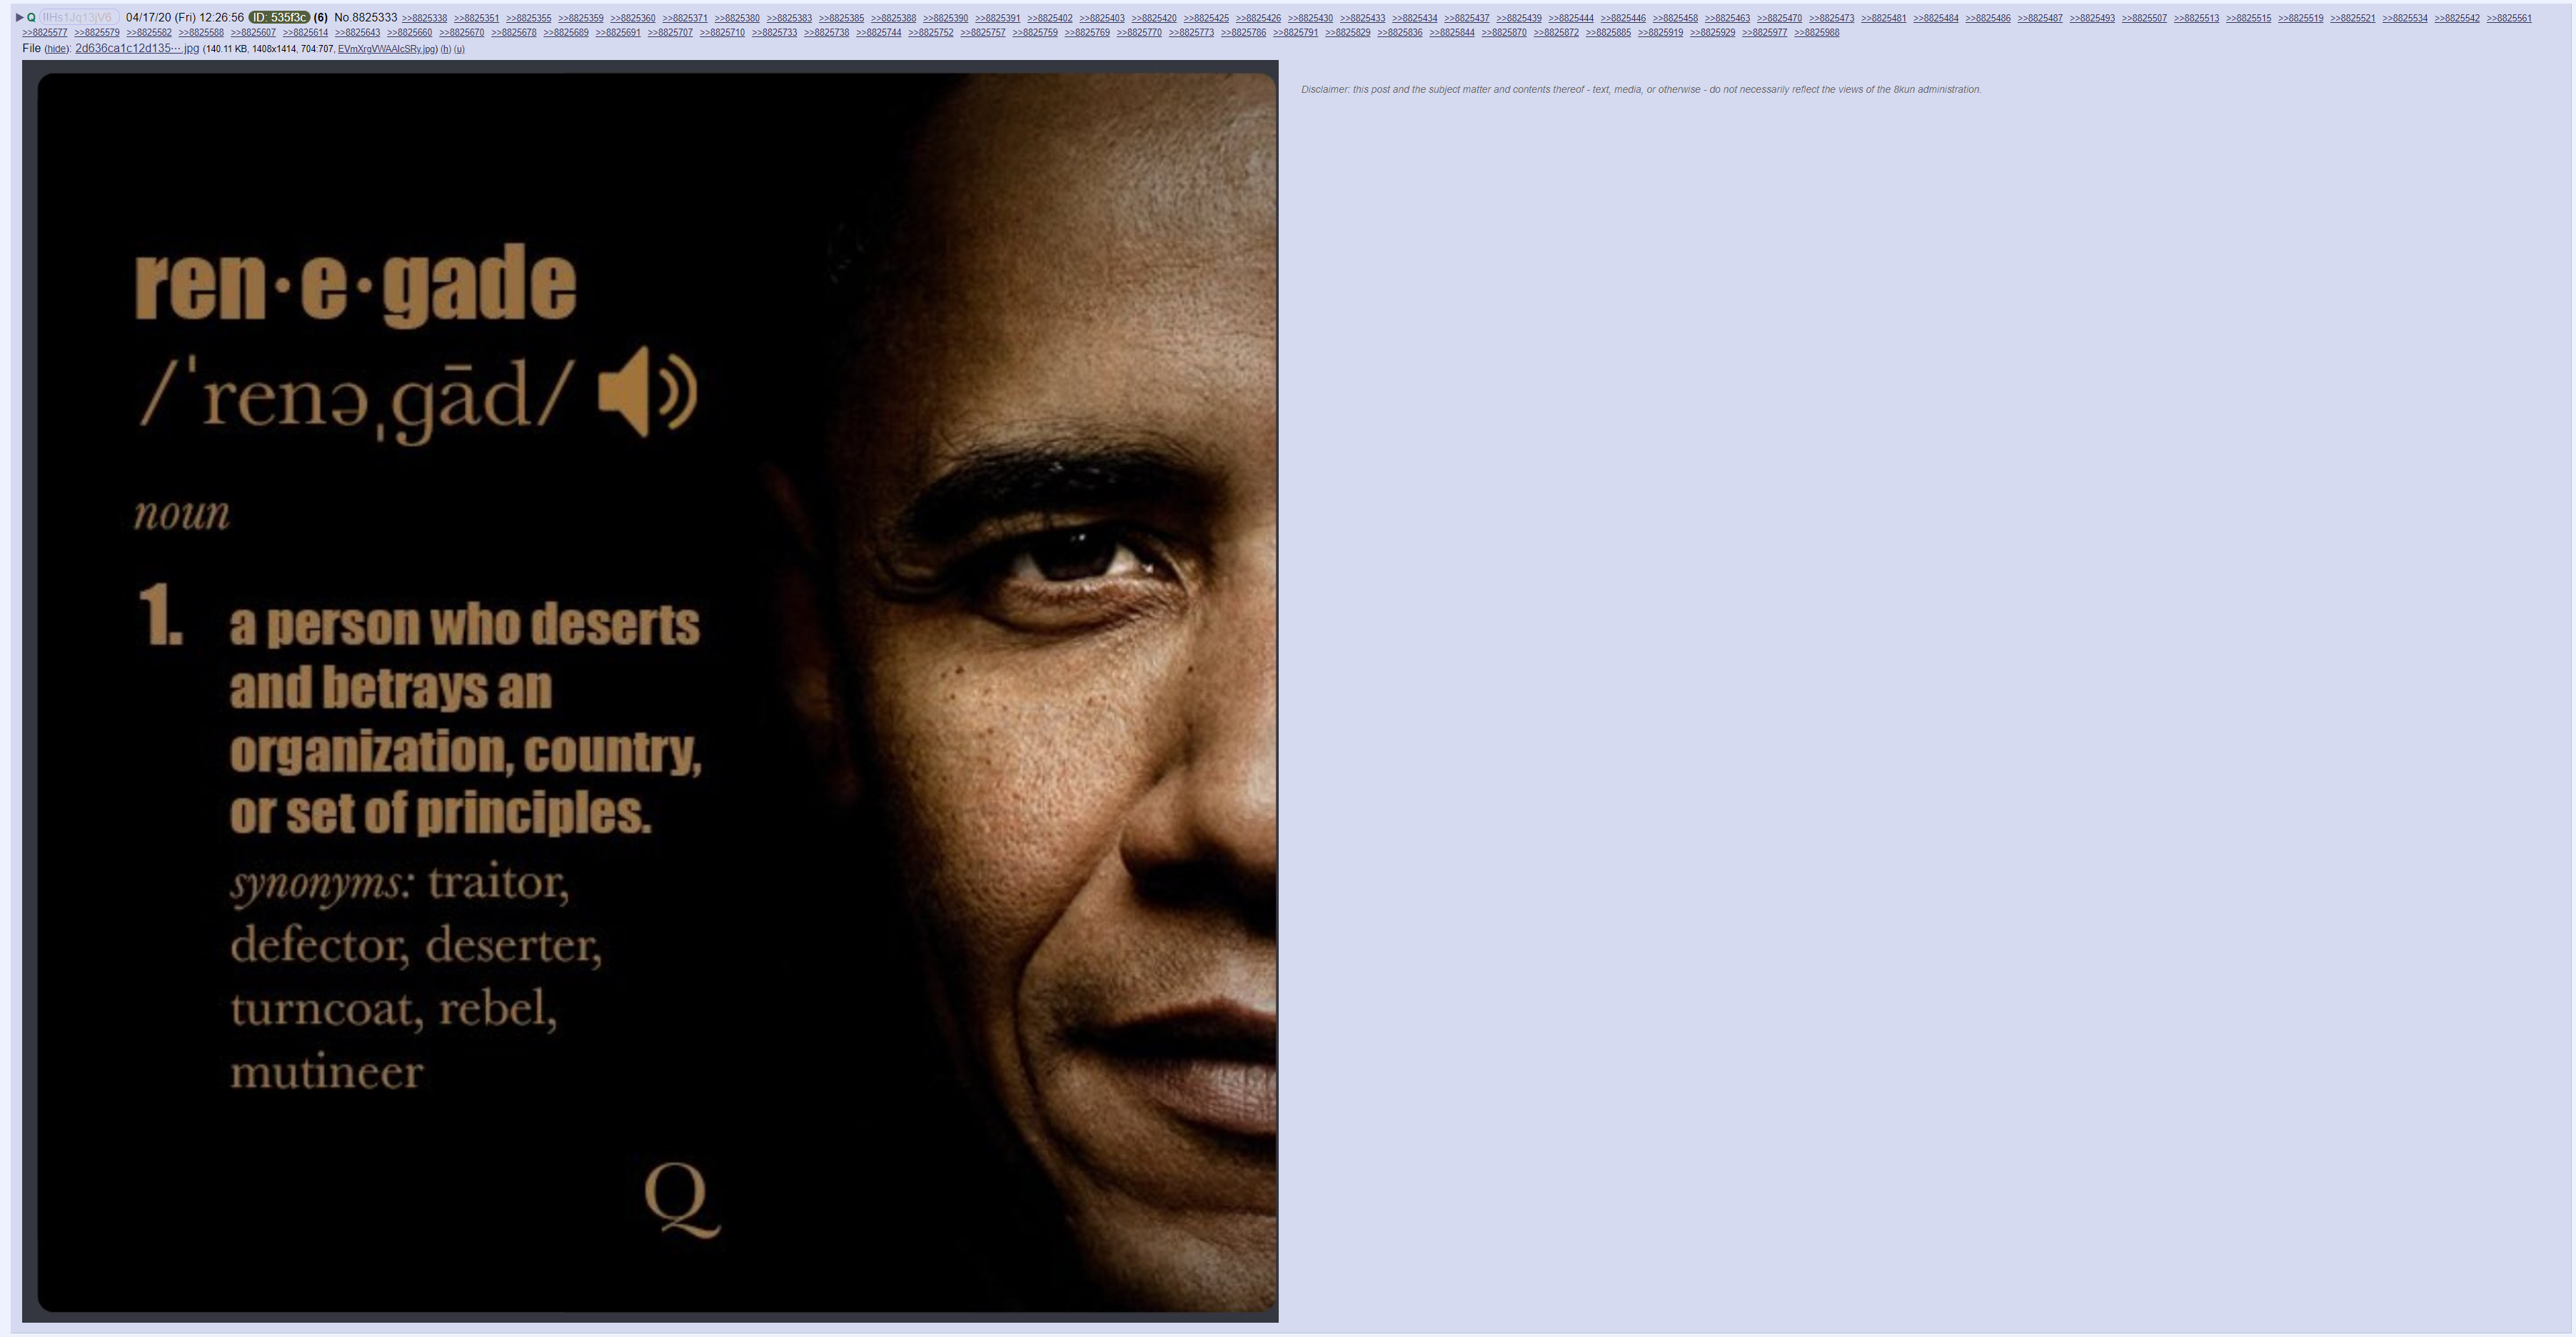 ▶ Q !!Hs1Jq13jV6 04/17/20 (Fri) 12:26:56 ID: 535f3c (6) No.8825333 >>8825338 >>8825351 >>8825355 >>8825359 >>8825360 >>8825371 >>8825380 >>8825383 >>8825385 >>8825388 >>8825390 >>8825391 >>8825402 >>8825403 >>8825420 >>8825425 >>8825426 >>8825430 >>8825433 >>8825434 >>8825437 >>8825439 >>8825444 >>8825446 >>8825458 >>8825463 >>8825470 >>8825473 >>8825481 >>8825484 >>8825486 >>8825487 >>8825493 >>8825507 >>8825513 >>8825515 >>8825519 >>8825521 >>8825534 >>8825542 >>8825561
>>8825577 >>8825579 >>8825582 >>8825588 >>8825607 >>8825614 >>8825643 >>8825660 >>8825670 >>8825678 >>8825689 >>8825691 >>8825707 >>8825710 >>8825733 >>8825738 >>8825744 >>8825752 >>8825757 >>8825759 >>8825769 >>8825770 >>8825773 >>8825786 >>8825791 >>8825829 >>8825836 >>8825844 >>8825870 >>8825872 >>8825885 >>8825919 >>8825929 >>8825977 >>8825988
File (hide): 2d636ca1c12d135⋯.jpg (140.11 KB, 1408x1414, 704:707, EVmXrgVWAAIcSRy.jpg) (h) (u)
Disclaimer: this post and the subject matter and contents thereof - text, media, or otherwise - do not necessarily reflect the views of the 8kun administration.
ren·e·gade
/ˈrenəˌɡād/
noun
1. a person who deserts
and betrays an
organization, country,
or set of principles.
synonyms: traitor,
defector, deserter,
turncoat, rebel,
mutineer
Q